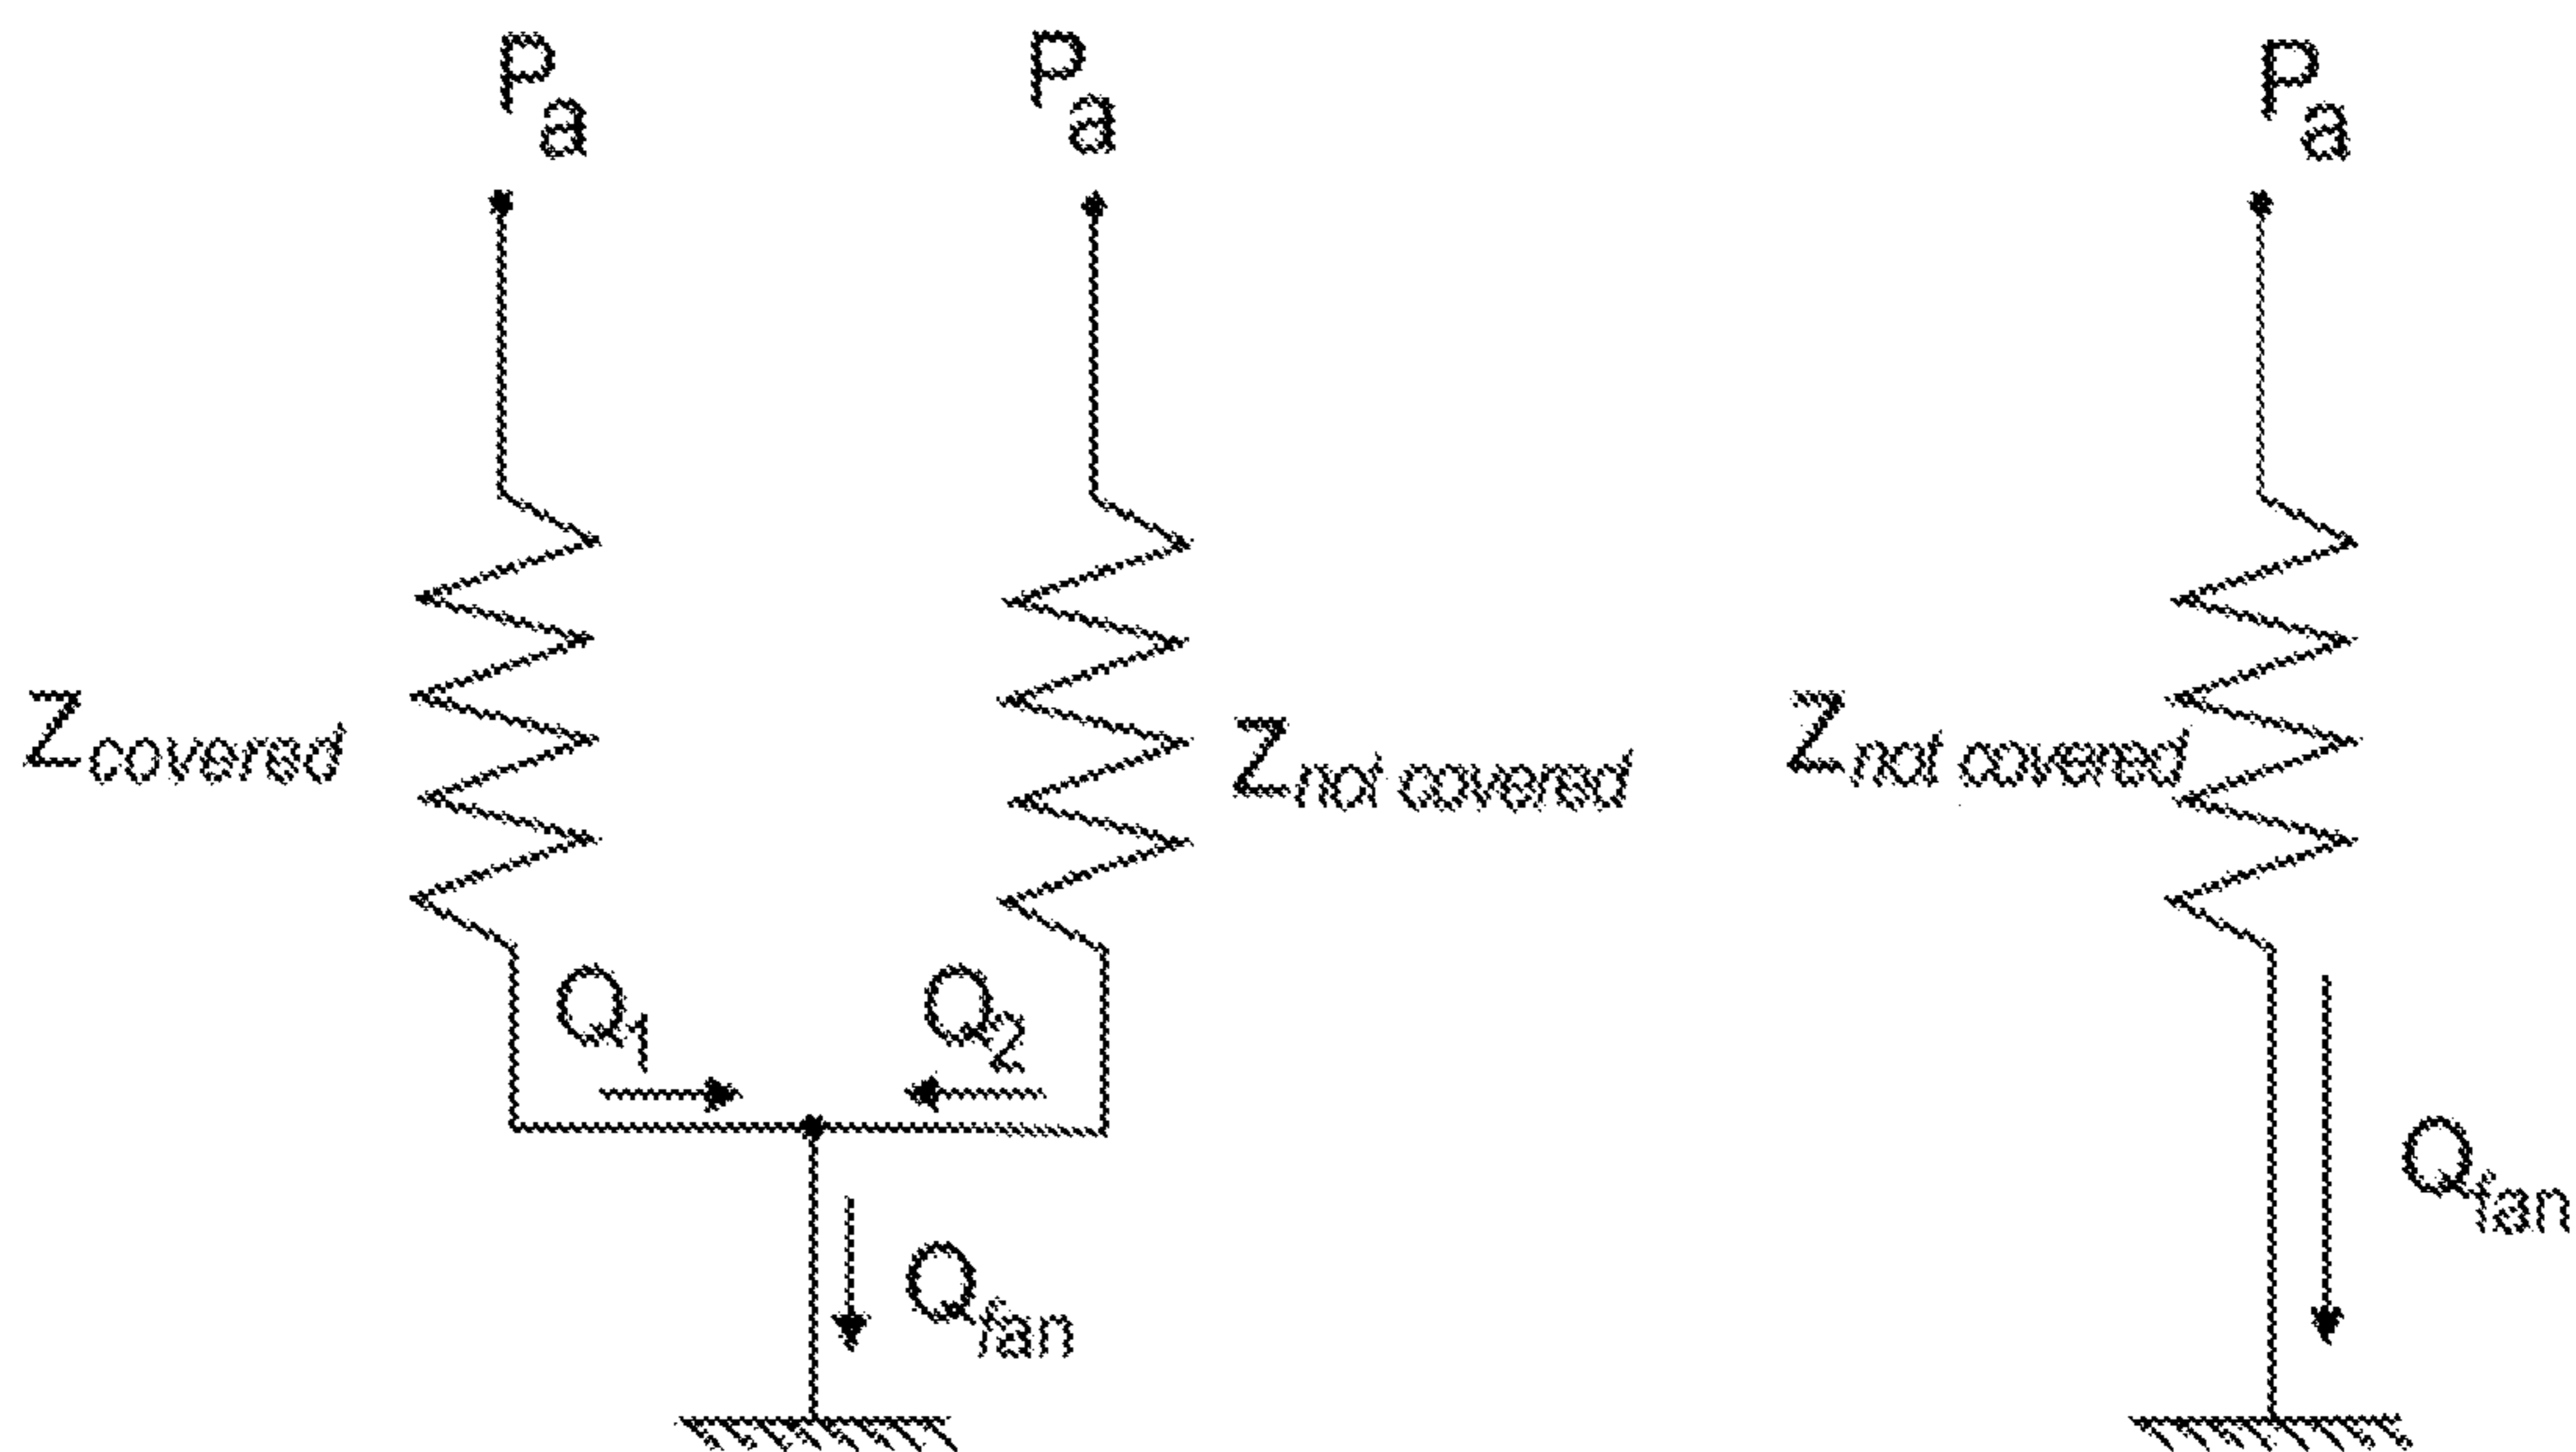 Pa Pa Pa
Zcovered Znot covered Znot covered
Q1 Q2
Qfan
Qfan